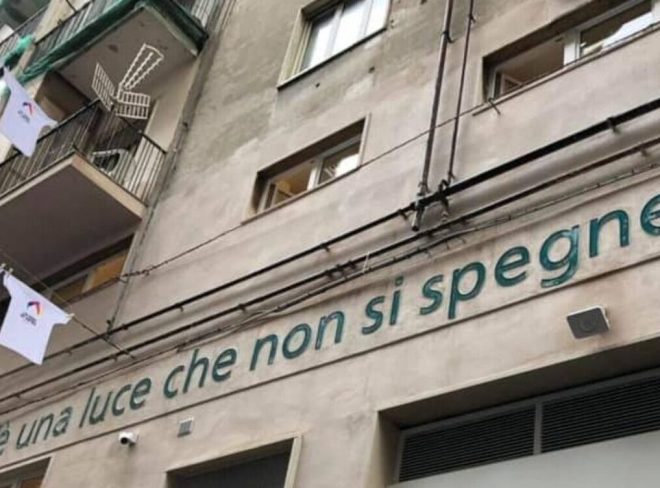 è una luce che non si spegne